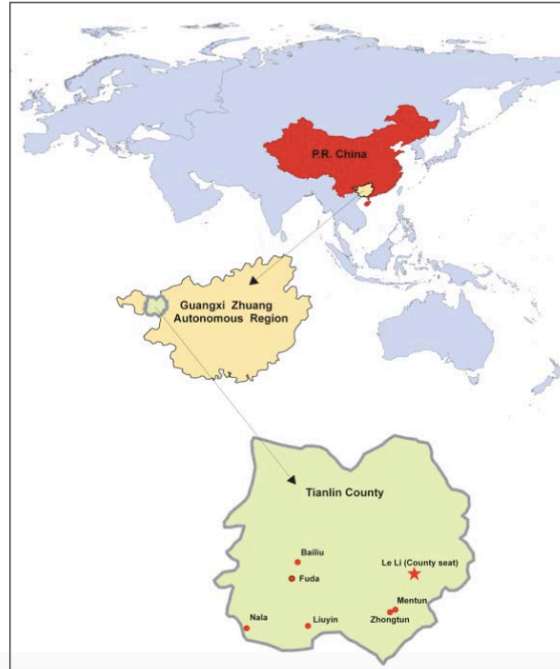 P.R. China
Guangxi Zhuang
Autonomous Region
Tianlin County
Bailiu
Le Li (County seat)
Fuda
Mentun
Nala
Liuyin
Zhongtun